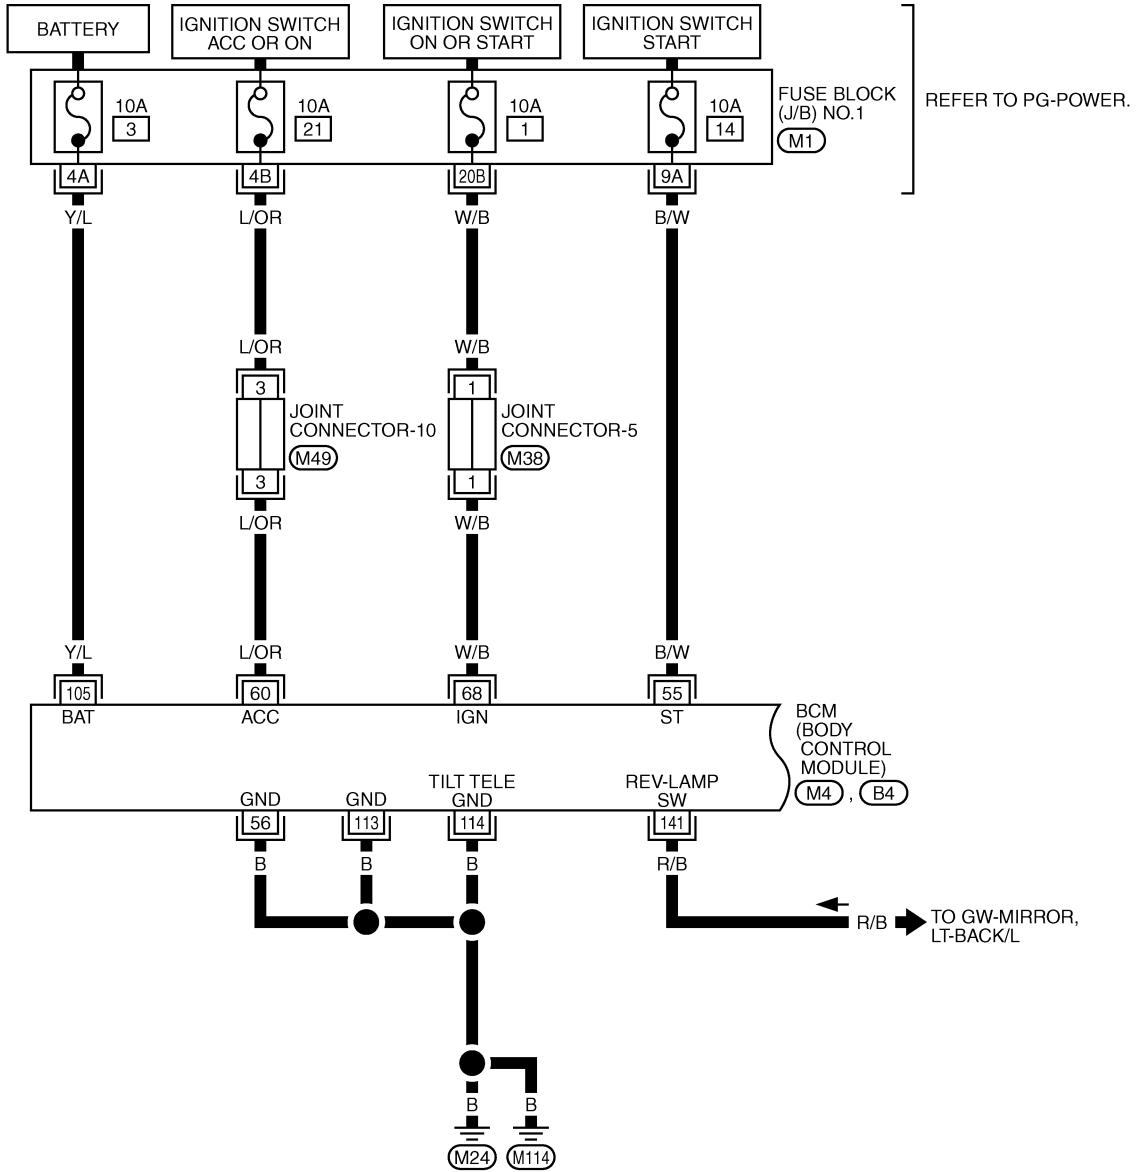 BATTERY
IGNITION SWITCH
ACC OR ON
IGNITION SWITCH
ON OR START
IGNITION SWITCH
START
10A
3
10A
21
10A
1
10A
14
FUSE BLOCK
(J/B) NO.1
M1
REFER TO PG-POWER.
4A
4B
20B
9A
Y/L
L/OR
W/B
B/W
L/OR
W/B
3
1
JOINT
CONNECTOR-10
M49
JOINT
CONNECTOR-5
M38
3
1
L/OR
W/B
Y/L
L/OR
W/B
B/W
105
60
68
55
BAT
ACC
IGN
ST
BCM
(BODY
CONTROL
MODULE)
M4 , B4
GND
GND
TILT TELE
GND
REV-LAMP
SW
56
113
114
141
B
B
B
R/B
R/B
TO GW-MIRROR,
LT-BACK/L
B
B
M24
M114